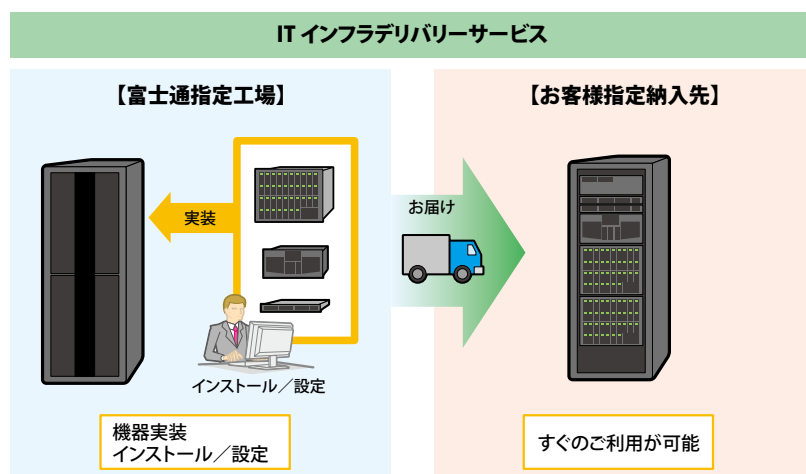 IT インフラデリバリーサービス
【富士通指定工場】
【お客様指定納入先】
実装
お届け
インストール／設定
機器実装
インストール／設定
すぐのご利用が可能